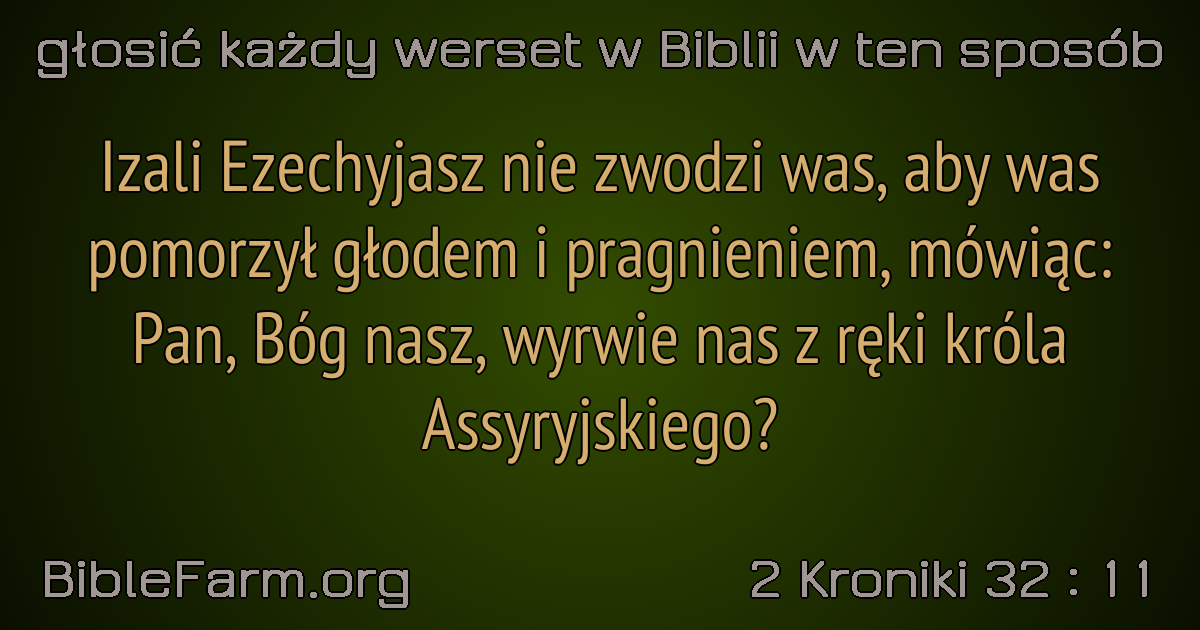 głosić każdy werset w Biblii w ten sposób
Izali Ezechyjasz nie zwodzi was, aby was
pomorzył głodem i pragnieniem, mówiąc:
Pan, Bóg nasz, wyrwie nas z ręki króla
Assyryjskiego?
BibleFarm.org
2 Kroniki 32 : 11